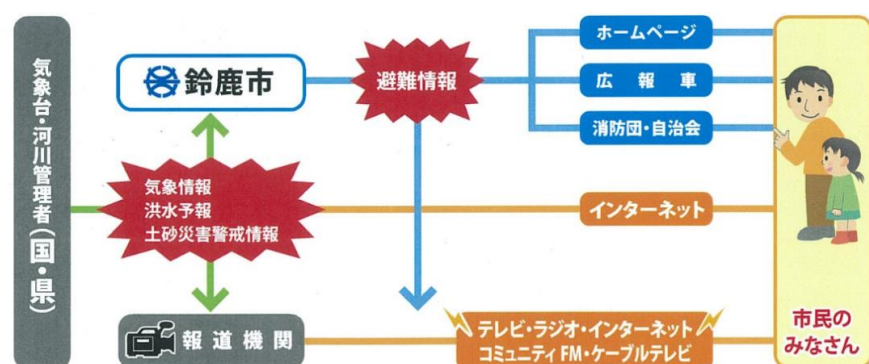 気象台・河川管理者(国・県)
鈴鹿市
避難情報
ホームページ
広報車
消防団・自治会
気象情報
洪水予報
土砂災害警戒情報
インターネット
報道機関
テレビ・ラジオ・インターネット
コミュニティFM・ケーブルテレビ
市民の
みなさん